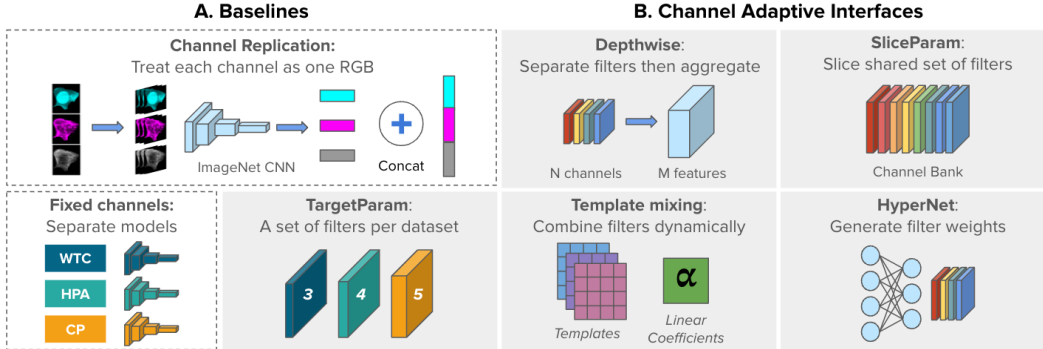 A. Baselines
Channel Replication:
Treat each channel as one RGB
ImageNet CNN
Concat
Fixed channels:
Separate models
WTC
HPA
CP
B. Channel Adaptive Interfaces
Depthwise:
Separate filters then aggregate
N channels
M features
SliceParam:
Slice shared set of filters
Channel Bank
TargetParam:
A set of filters per dataset
3
4
5
Template mixing:
Combine filters dynamically
Templates
α
Linear
Coefficients
HyperNet:
Generate filter weights